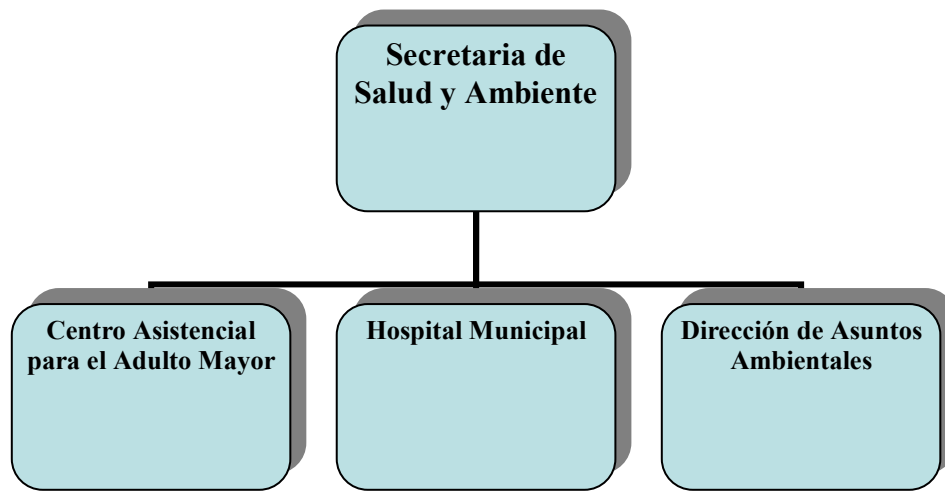 Secretaria de
Salud y Ambiente
Centro Asistencial
para el Adulto Mayor
Hospital Municipal
Dirección de Asuntos
Ambientales